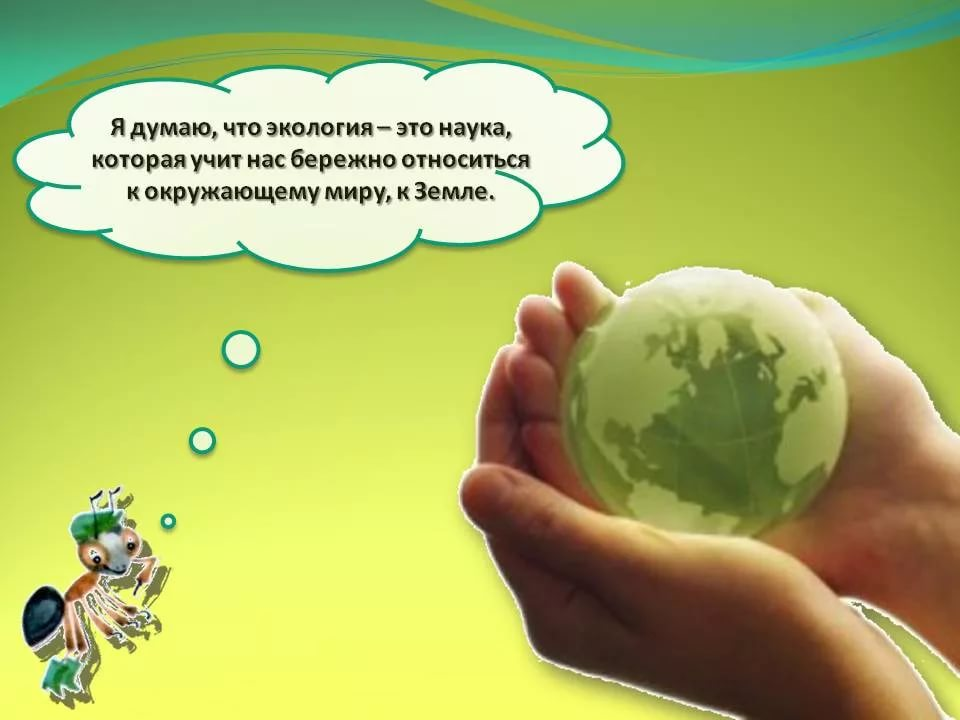 Я думаю, что экология – это наука,
которая учит нас бережно относиться
к окружающему миру, к Земле.